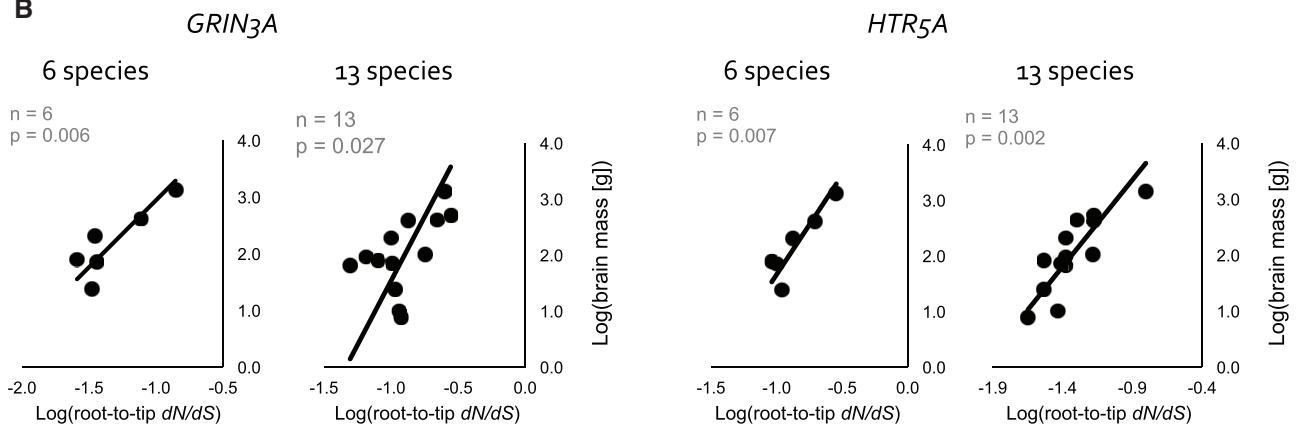 B
GRIN3A
HTR5A
6 species
13 species
6 species
13 species
n = 6
p = 0.006
n = 13
p = 0.027
n = 6
p = 0.007
n = 13
p = 0.002
4.0
3.0
2.0
1.0
0.0
-2.0 -1.5 -1.0 -0.5
Log(root-to-tip dN/dS)
4.0
3.0
2.0
1.0
0.0
Log(brain mass [g])
-1.5 -1.0 -0.5 0.0
Log(root-to-tip dN/dS)
4.0
3.0
2.0
1.0
0.0
-1.5 -1.0 -0.5 0.0
Log(root-to-tip dN/dS)
4.0
3.0
2.0
1.0
0.0
Log(brain mass [g])
-1.9 -1.4 -0.9 -0.4
Log(root-to-tip dN/dS)